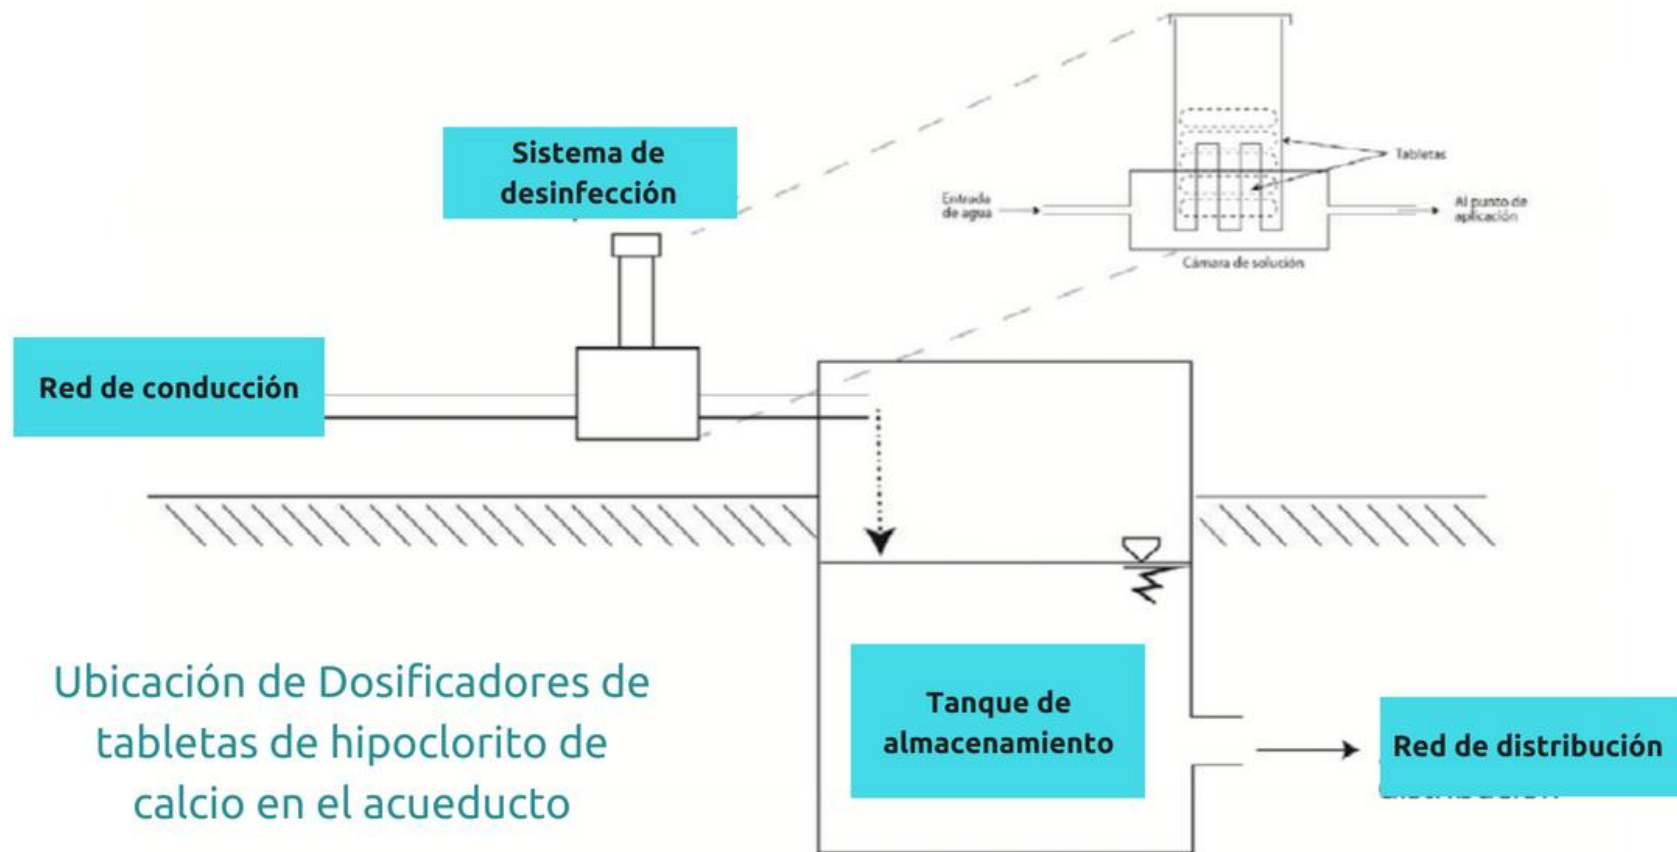 Sistema de
desinfección
Tabletas
Entrada
de agua
Al punto de
aplicación
Cámara de solución
Red de conducción
Tanque de
almacenamiento
Red de distribución
Ubicación de Dosificadores de
tabletas de hipoclorito de
calcio en el acueducto